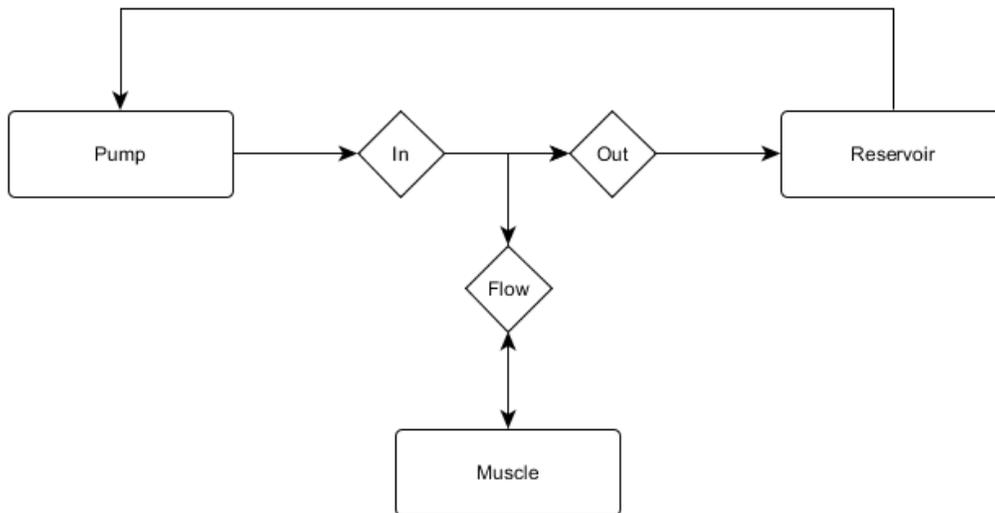 Pump
In
Out
Reservoir
Flow
Muscle